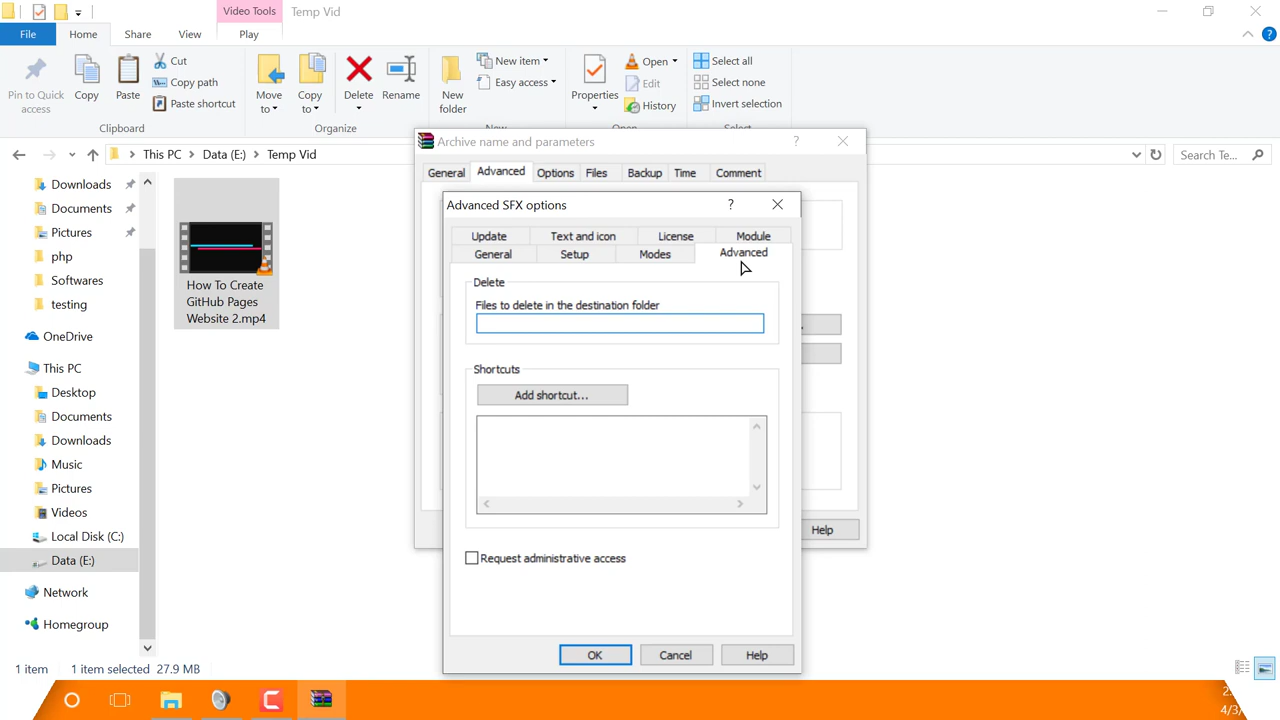 Video Tools
Temp Vid
File
Home
Share
View
Play
Pin to Quick
access
Copy
Paste
Cut
Copy path
Paste shortcut
Clipboard
Move
to
Copy
to
Delete
Rename
Organize
New
folder
New item
Easy access
Properties
Open
Edit
History
Select all
Select none
Invert selection
This PC
Data (E:)
Temp Vid
Search Te...
Downloads
Documents
Pictures
php
Softwares
testing
OneDrive
This PC
Desktop
Documents
Downloads
Music
Pictures
Videos
Local Disk (C:)
Data (E:)
Network
Homegroup
How To Create
GitHub Pages
Website 2.mp4
Archive name and parameters
?
General
Advanced
Options
Files
Backup
Time
Comment
Help
Advanced SFX options
?
Update
Text and icon
License
Module
General
Setup
Modes
Advanced
Delete
Files to delete in the destination folder
Shortcuts
Add shortcut...
Request administrative access
OK
Cancel
Help
1 item
1 item selected 27.9 MB